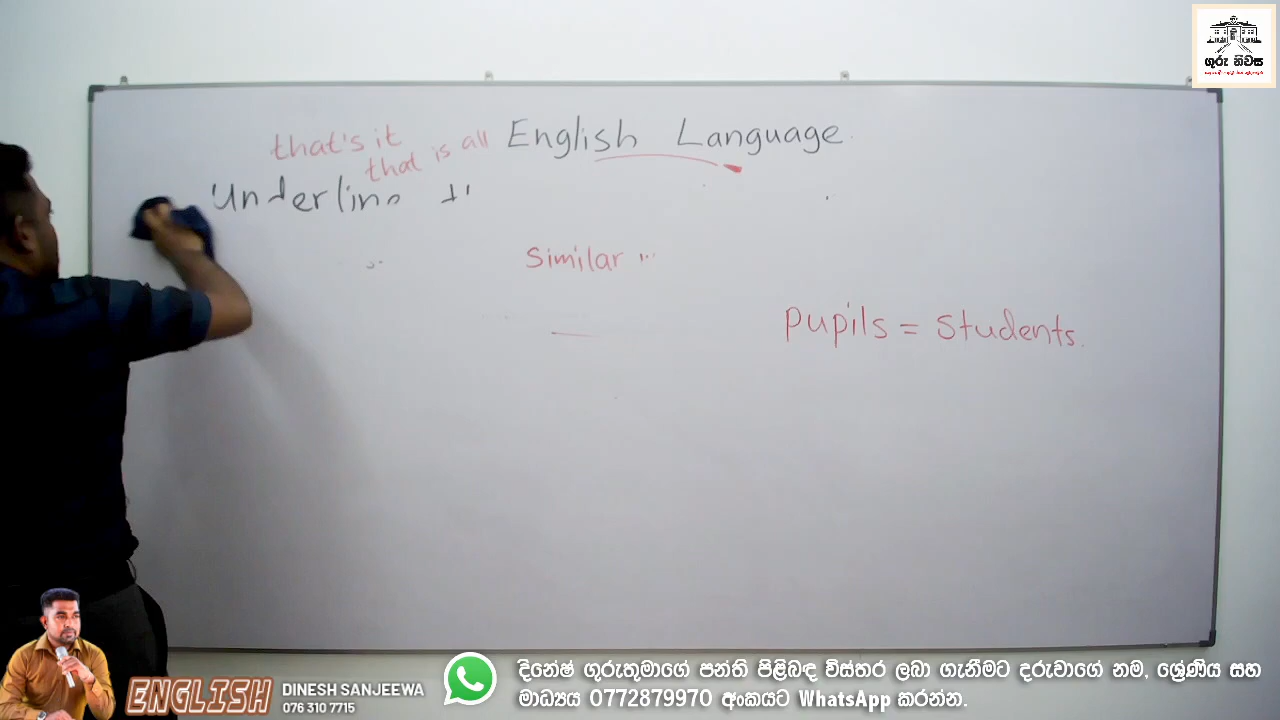 ගුරු නිවස
that's it
that is all
English Language
Underline
Similar
pupils = Students.
ENGLISH
DINESH SANJEEWA
076 310 7715
දිනේෂ් ගුරුතුමාගේ පන්ති පිළිබඳ විස්තර ලබා ගැනීමට දරුවාගේ නම, ශ්‍රේණිය සහ
මාධ්‍යය 0772879970 අංකයට WhatsApp කරන්න.